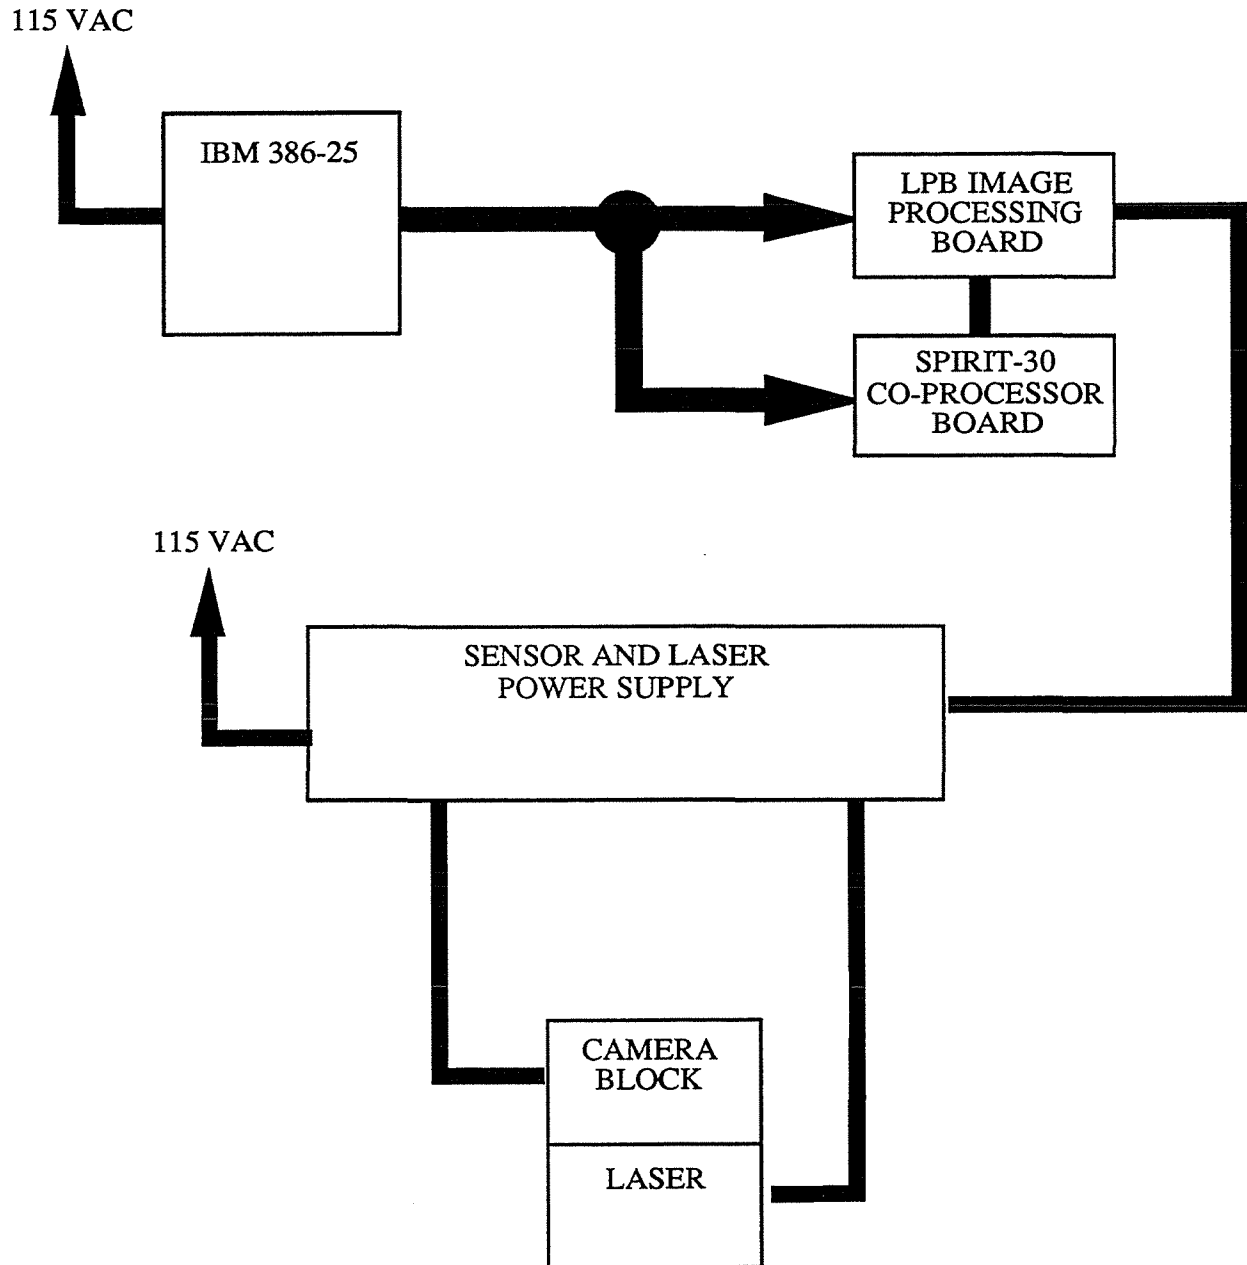 115 VAC
IBM 386-25
LPB IMAGE
PROCESSING
BOARD
SPIRIT-30
CO-PROCESSOR
BOARD
115 VAC
SENSOR AND LASER
POWER SUPPLY
CAMERA
BLOCK
LASER